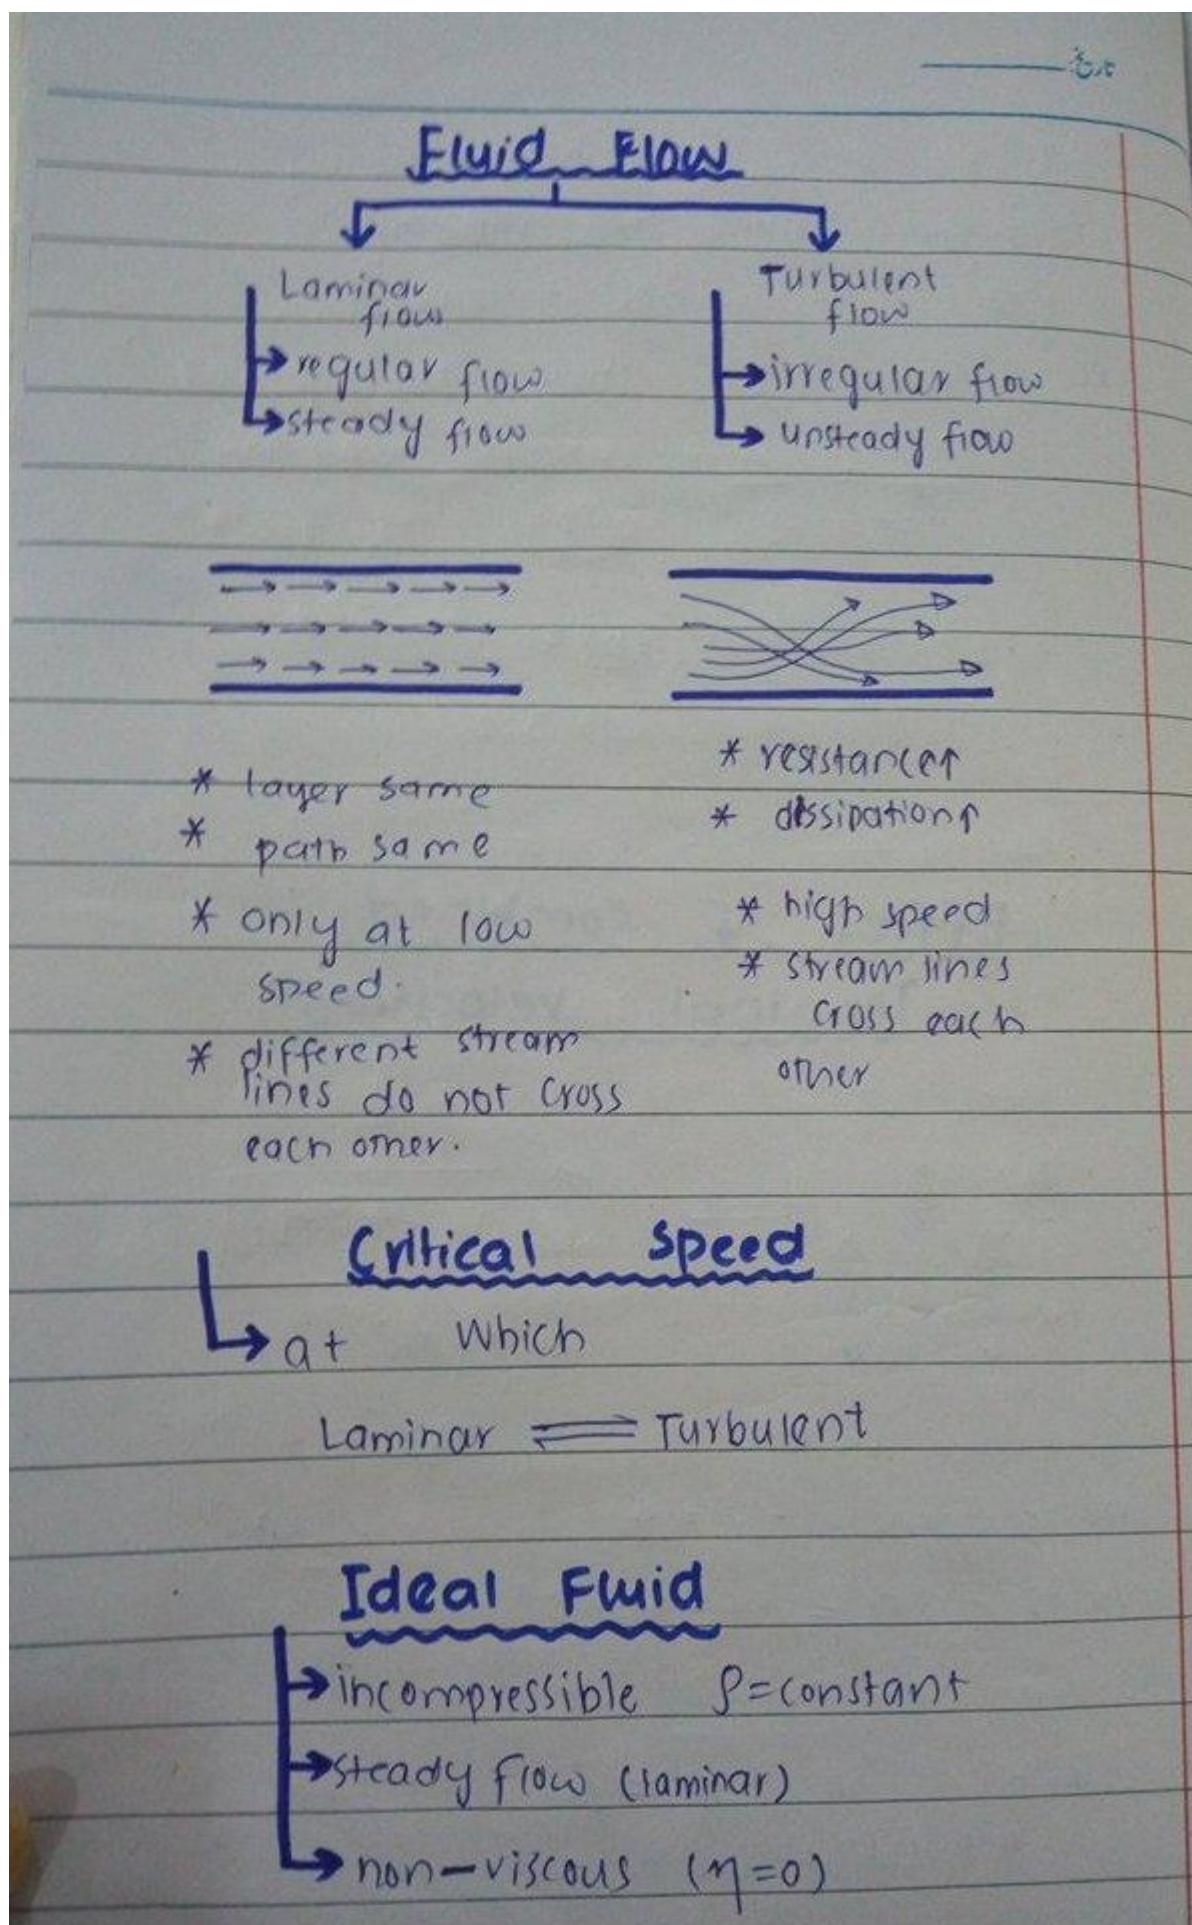 تاریخ
Fluid Flow
Laminar
flow
regular flow
steady flow
Turbulent
flow
irregular flow
unsteady flow
* layer same
* path same
* only at low
speed.
* different stream
lines do not cross
each other.
* resistance↑
* dissipation↑
* high speed
* stream lines
cross each
other
Critical Speed
at which
Laminar ⇌ Turbulent
Ideal Fluid
incompressible ρ=constant
steady flow (laminar)
non-viscous (η=0)